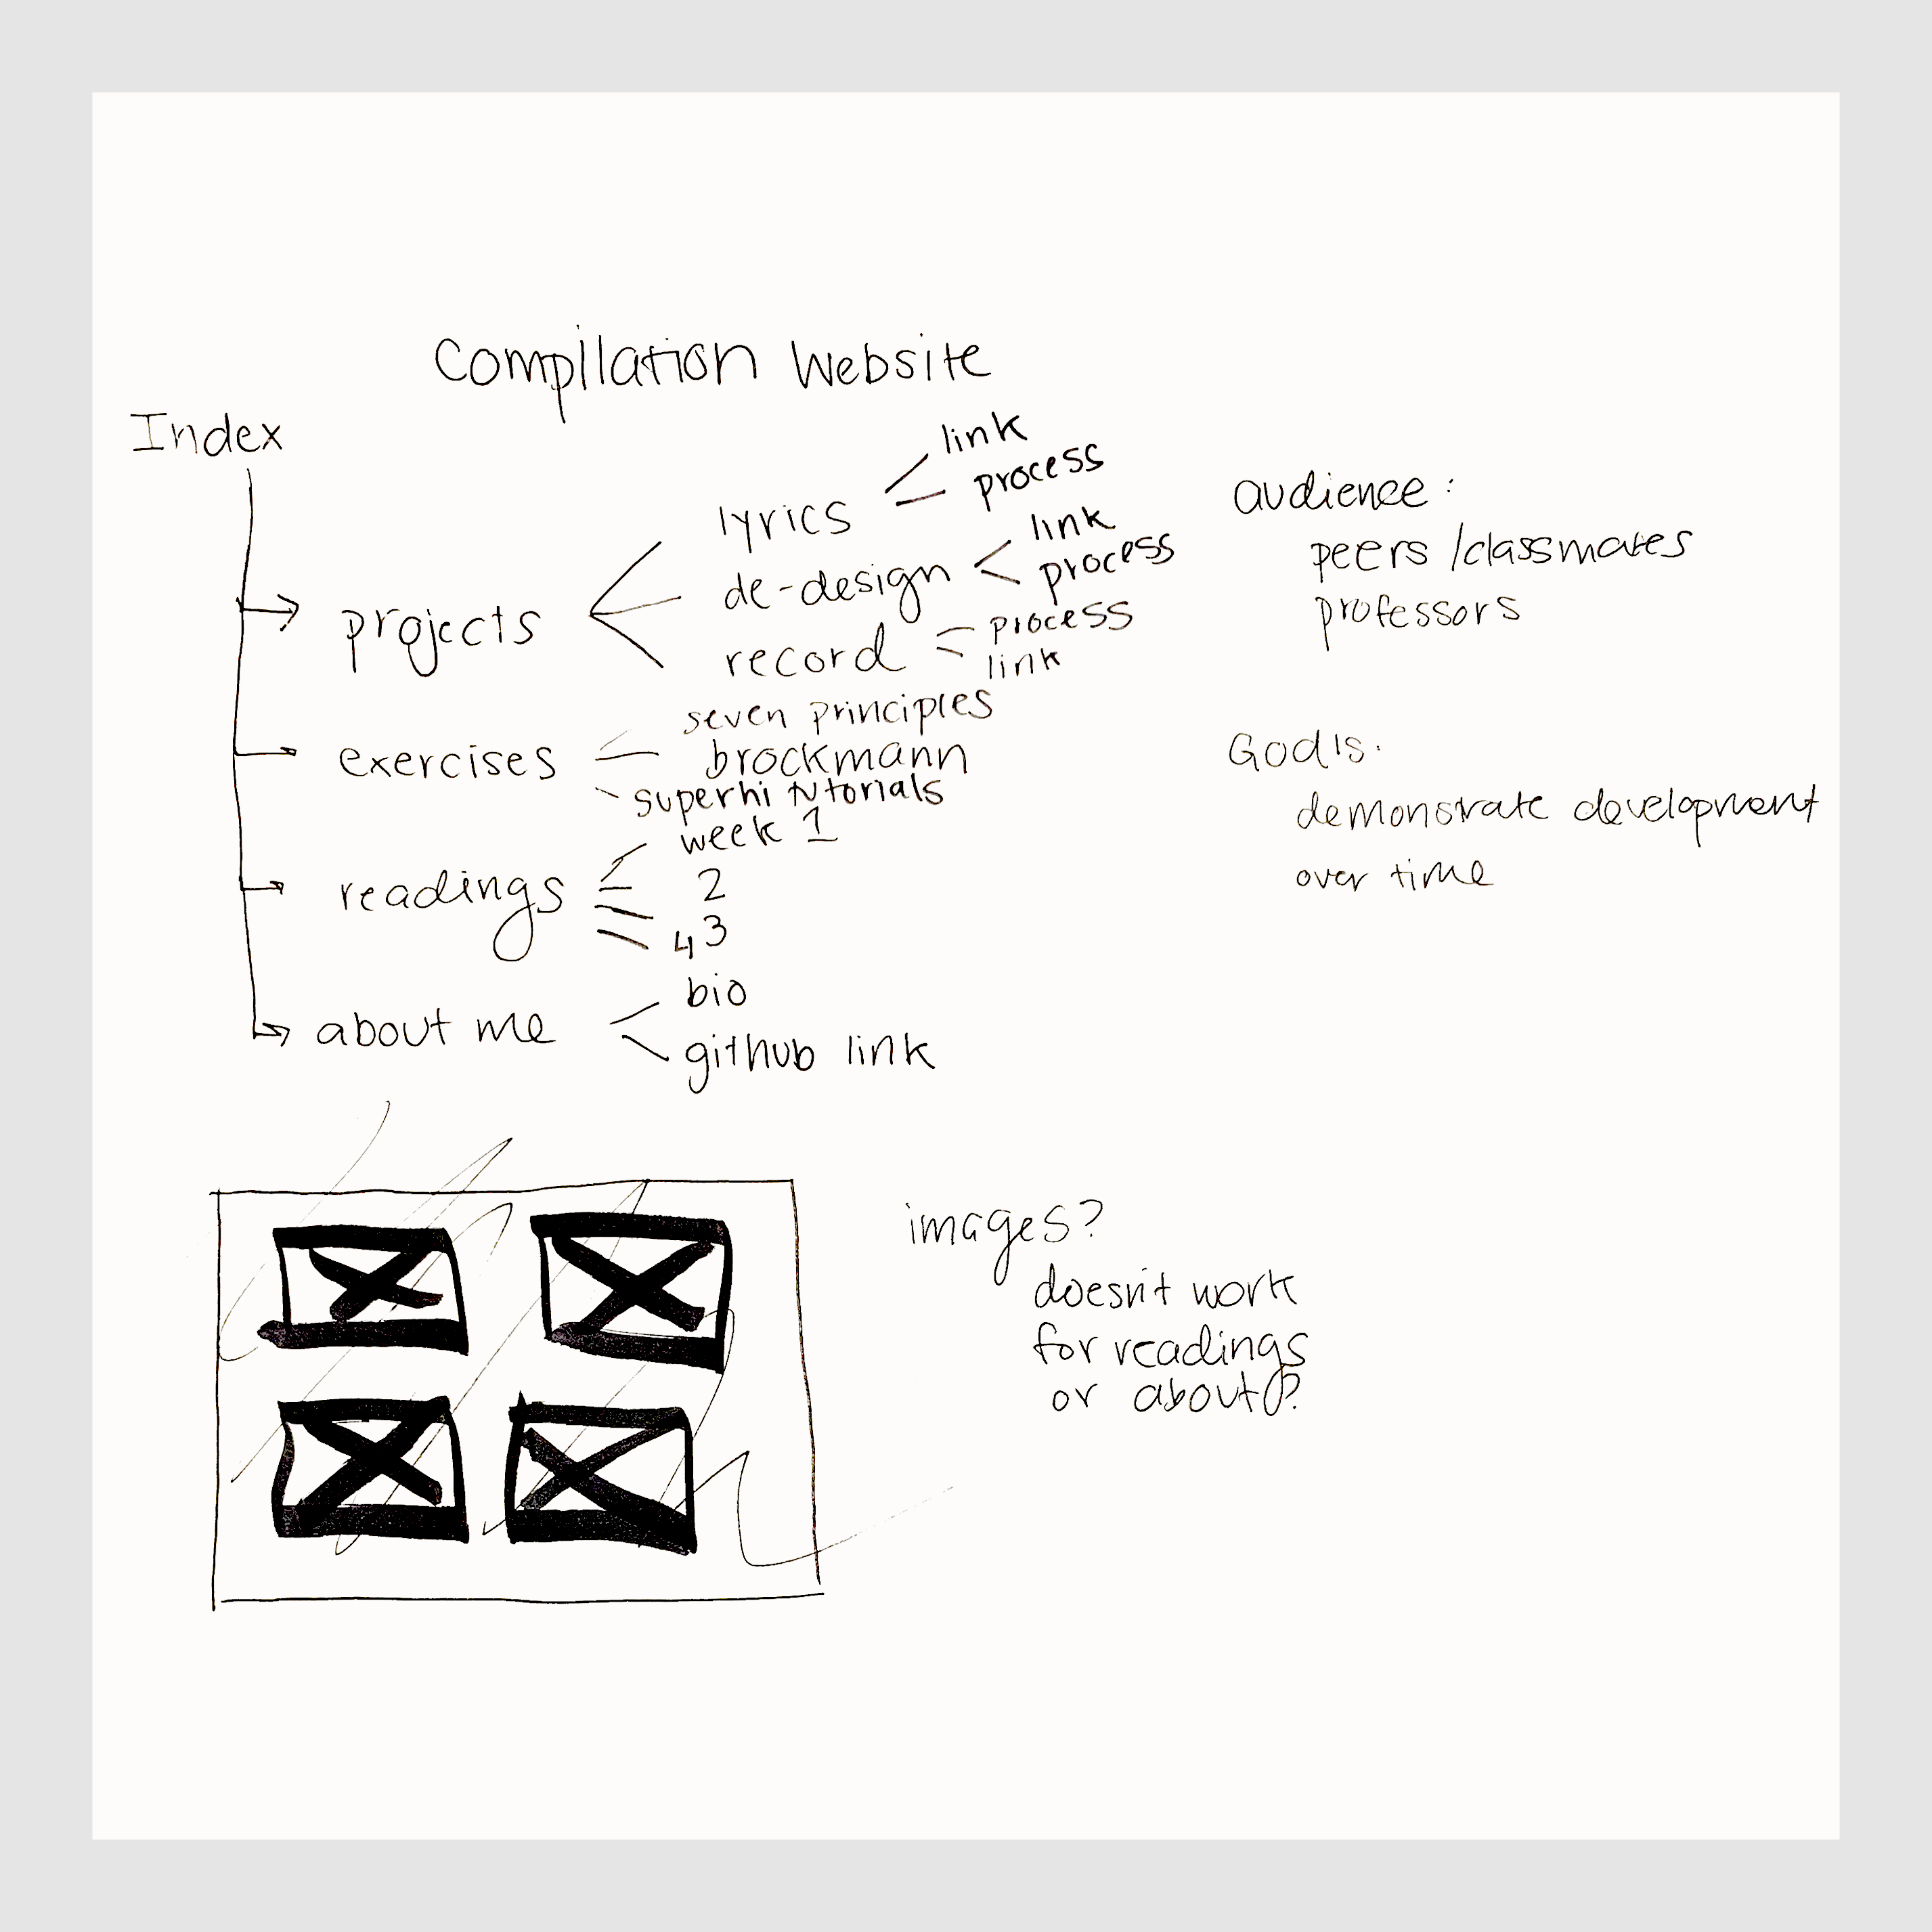 Compilation Website
Index
projects
lyrics
link
process
de-design
link
process
record
process
link
exercises
seven principles
brockmann
superhi tutorials
readings
week 1
2
3
4
about me
bio
github link
audience:
peers/classmates
professors
Goals:
demonstrate development
over time
images?
doesn't work
for readings
or about?